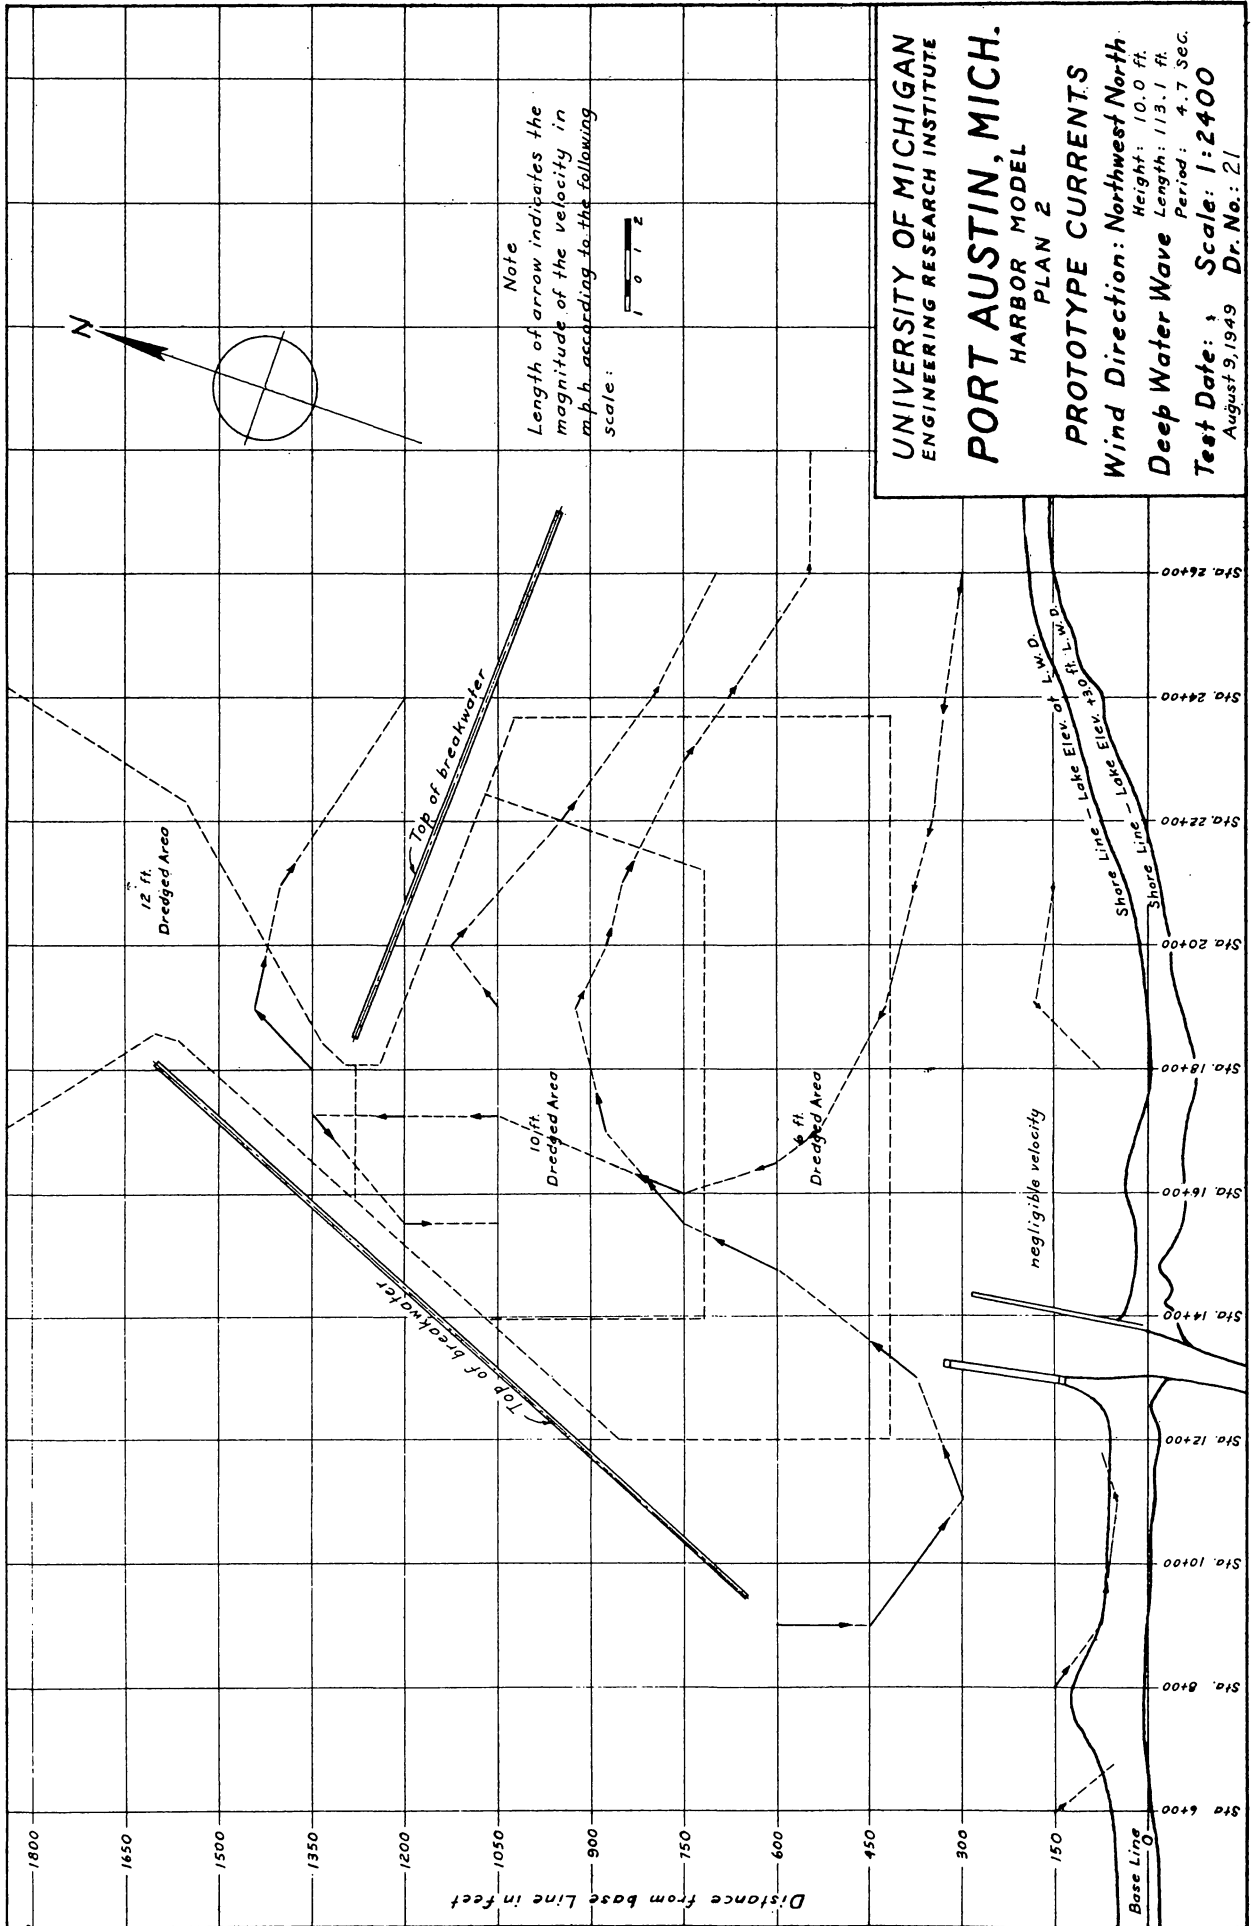 UNIVERSITY OF MICHIGAN
ENGINEERING RESEARCH INSTITUTE
PORT AUSTIN, MICH.
HARBOR MODEL
PLAN 2
PROTOTYPE CURRENTS
Wind Direction: Northwest North
Height: 10.0 ft.
Deep Water Wave Length: 113.1 ft.
Period: 4.7 Sec.
Test Date: Scale: 1:2400
August 9, 1949 Dr. No.: 21
N
Note
Length of arrow indicates the
magnitude of the velocity in
m.p.h. according to the following
scale:
1 0 1 2
12 ft.
Dredged Area
Top of breakwater
10 ft.
Dredged Area
6 ft.
Dredged Area
Top of breakwater
negligible velocity
Shore Line - Lake Elev. at L.W.D.
Shore Line - Lake Elev. +3.0 ft. L.W.D.
Distance from base Line in feet
1800
1650
1350
1200
1050
900
750
600
450
300
150
0
Base Line
Sta 6+00
Sta. 8+00
Sta. 10+00
Sta. 12+00
Sta. 14+00
Sta. 16+00
Sta. 18+00
Sta. 20+00
Sta. 22+00
Sta. 24+00
Sta. 26+00